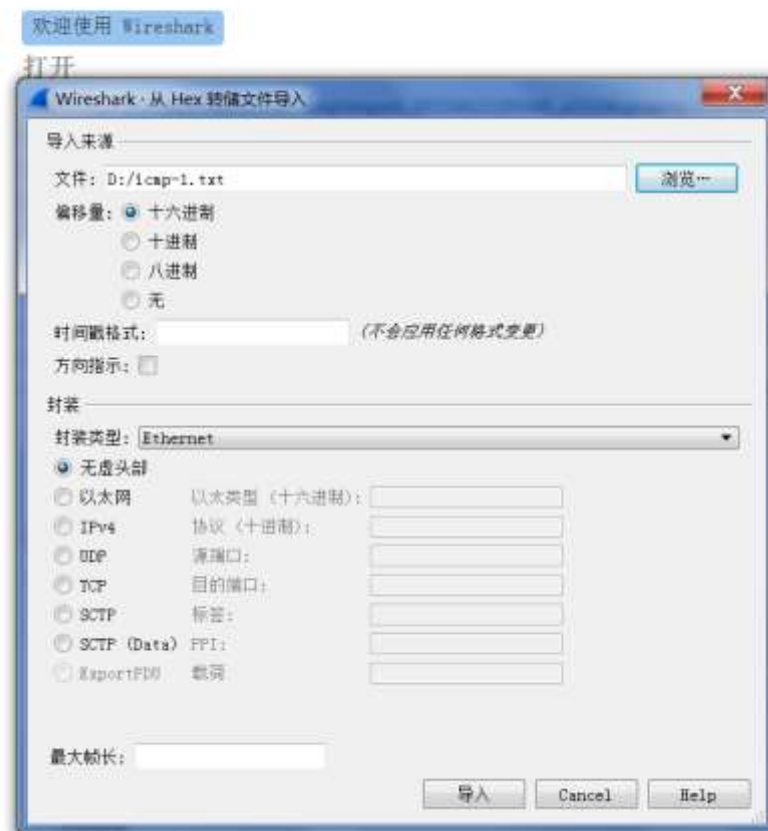 欢迎使用 Wireshark
打开
Wireshark · 从 Hex 转储文件导入
导入来源
文件: D:/icmp-1.txt 浏览…
偏移量: 十六进制
十进制
八进制
无
时间戳格式: (不会应用任何格式变更)
方向指示:
封装
封装类型: Ethernet
无虚头部
以太网 以太类型 (十六进制):
IPv4 协议 (十进制):
UDP 源端口:
TCP 目的端口:
SCTP 标签:
SCTP (Data) PPI:
ExportPDU 载荷
最大帧长:
导入 Cancel Help